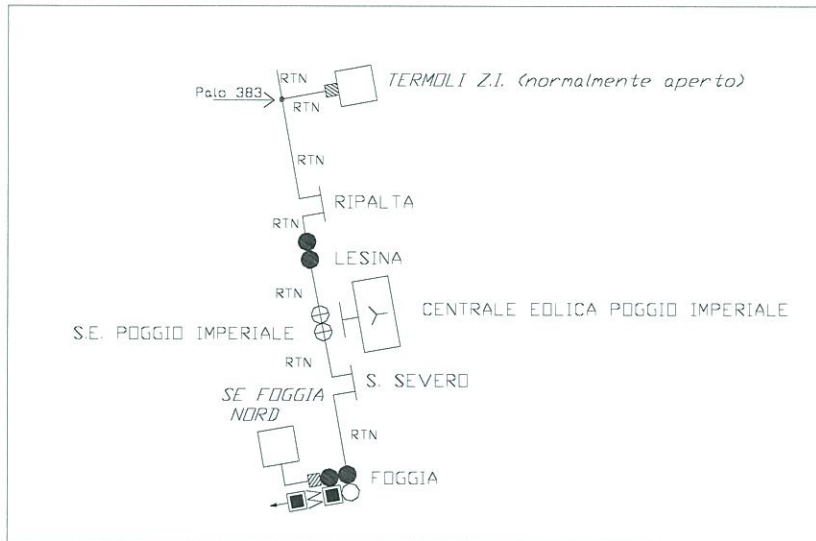 RTN
TERMOLI Z.I. (normalmente aperto)
Palo 383
RTN
RTN
RIPALTA
RTN
LESINA
RTN
CENTRALE EOLICA POGGIO IMPERIALE
S.E. POGGIO IMPERIALE
RTN
S. SEVERO
SE FOGGIA
NORD
RTN
FOGGIA